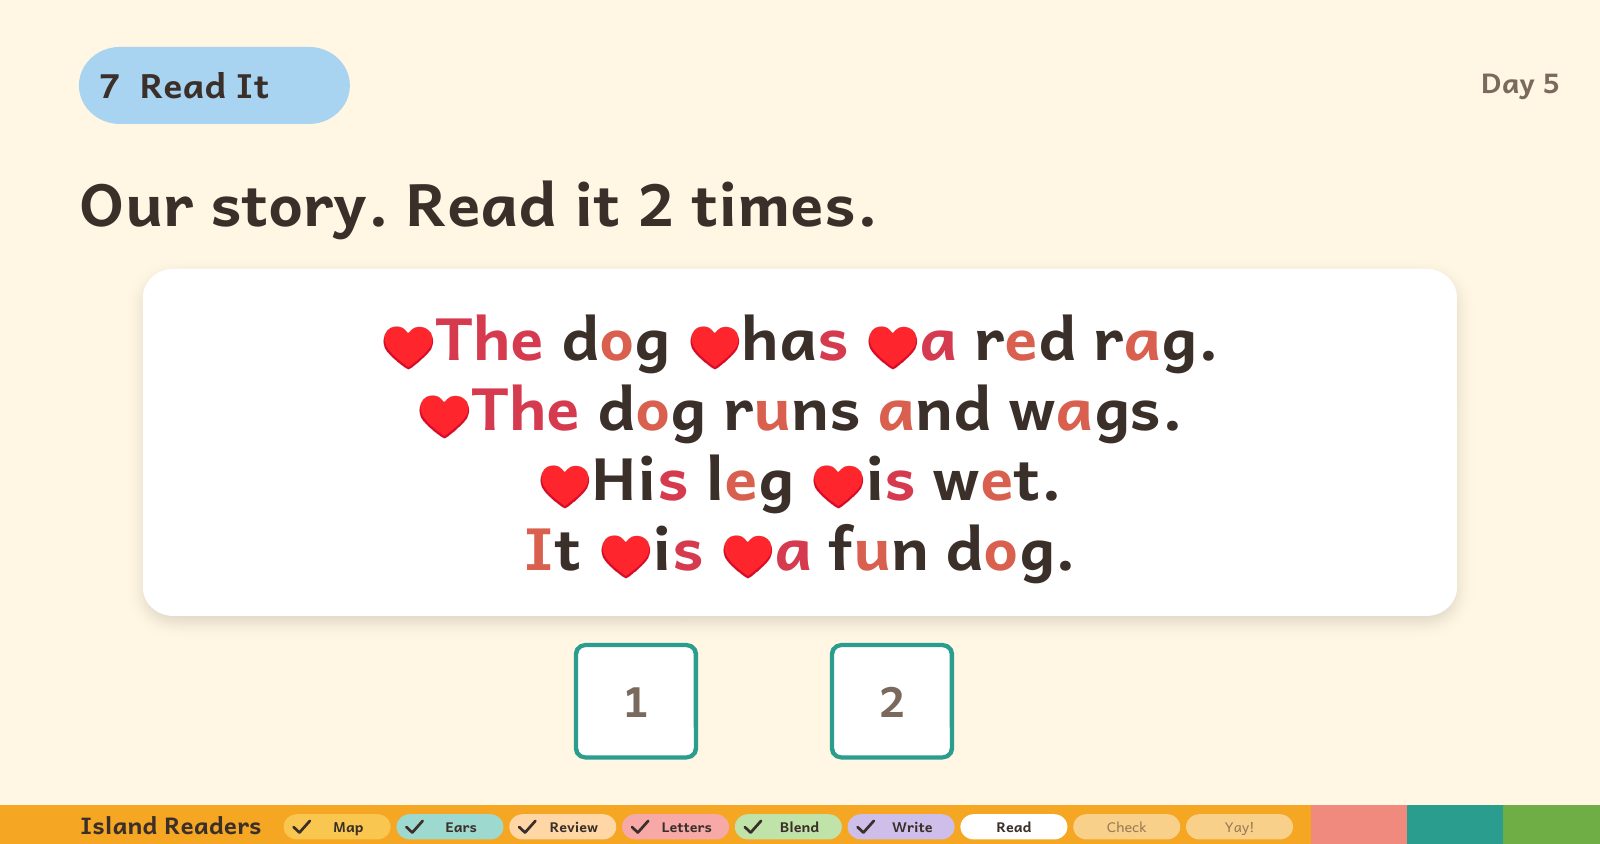 7 Read It
Day 5
Our story. Read it 2 times.
The dog has a red rag.
The dog runs and wags.
His leg is wet.
It is a fun dog.
1
2
Island Readers
Map
Ears
Review
Letters
Blend
Write
Read
Check
Yay!